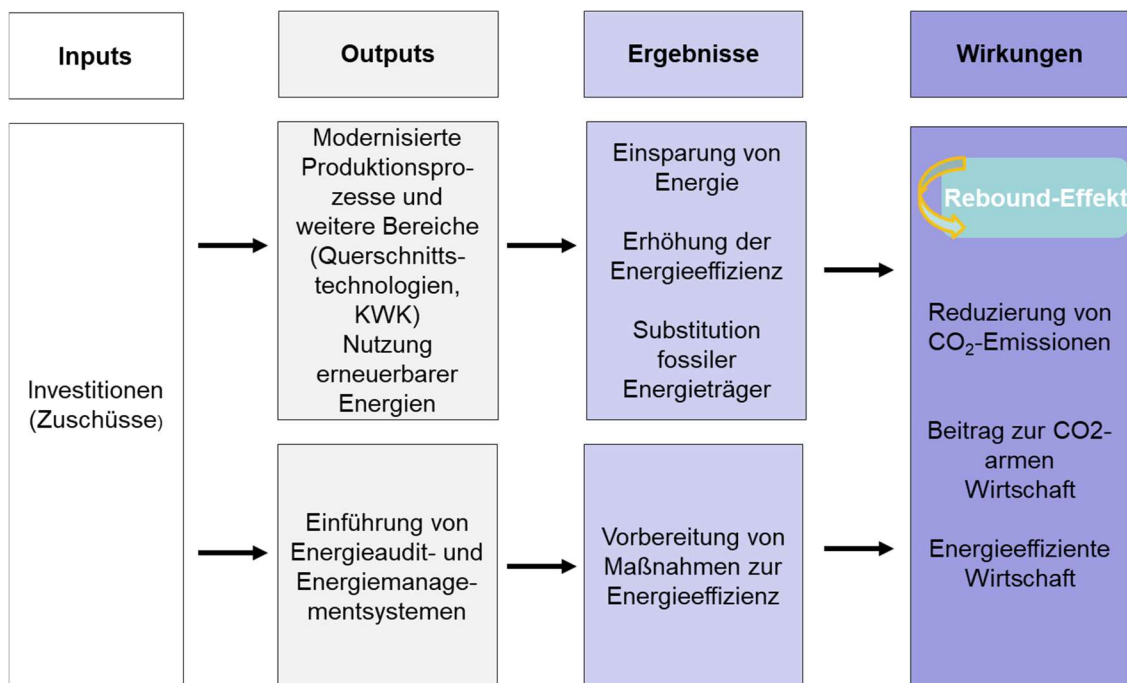 Inputs
Outputs
Ergebnisse
Wirkungen
Investitionen
(Zuschüsse)
Modernisierte
Produktionspro-
zesse und
weitere Bereiche
(Querschnitts-
technologien,
KWK)
Nutzung
erneuerbarer
Energien
Einführung von
Energieaudit- und
Energiemanage-
mentsystemen
Einsparung von
Energie
Erhöhung der
Energieeffizienz
Substitution
fossiler
Energieträger
Vorbereitung von
Maßnahmen zur
Energieeffizienz
Rebound-Effekt
Reduzierung von
CO₂-Emissionen
Beitrag zur CO2-
armen
Wirtschaft
Energieeffiziente
Wirtschaft